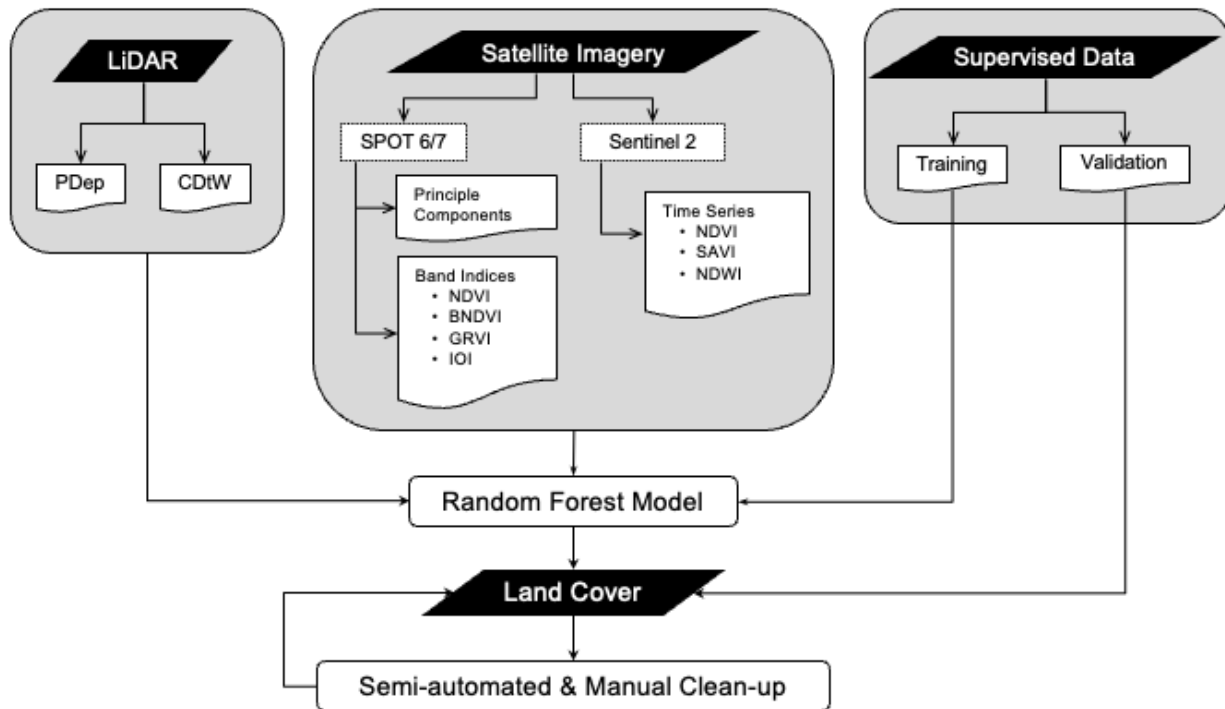 LiDAR
PDep
CDtW
Satellite Imagery
SPOT 6/7
Principle
Components
Band Indices
• NDVI
• BNDVI
• GRVI
• IOI
Sentinel 2
Time Series
• NDVI
• SAVI
• NDWI
Supervised Data
Training
Validation
Random Forest Model
Land Cover
Semi-automated & Manual Clean-up